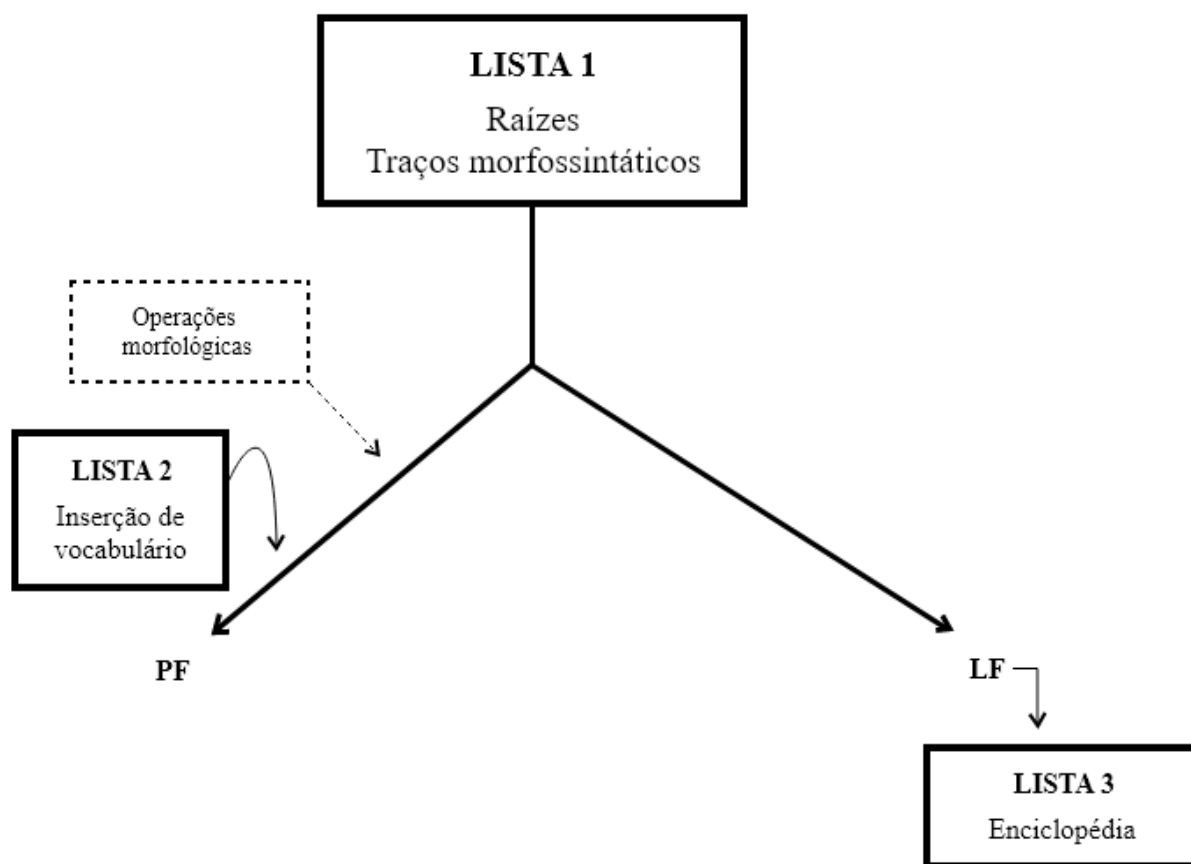 LISTA 1
Raízes
Traços morfossintáticos
Operações
morfológicas
LISTA 2
Inserção de
vocabulário
PF
LF
LISTA 3
Enciclopédia